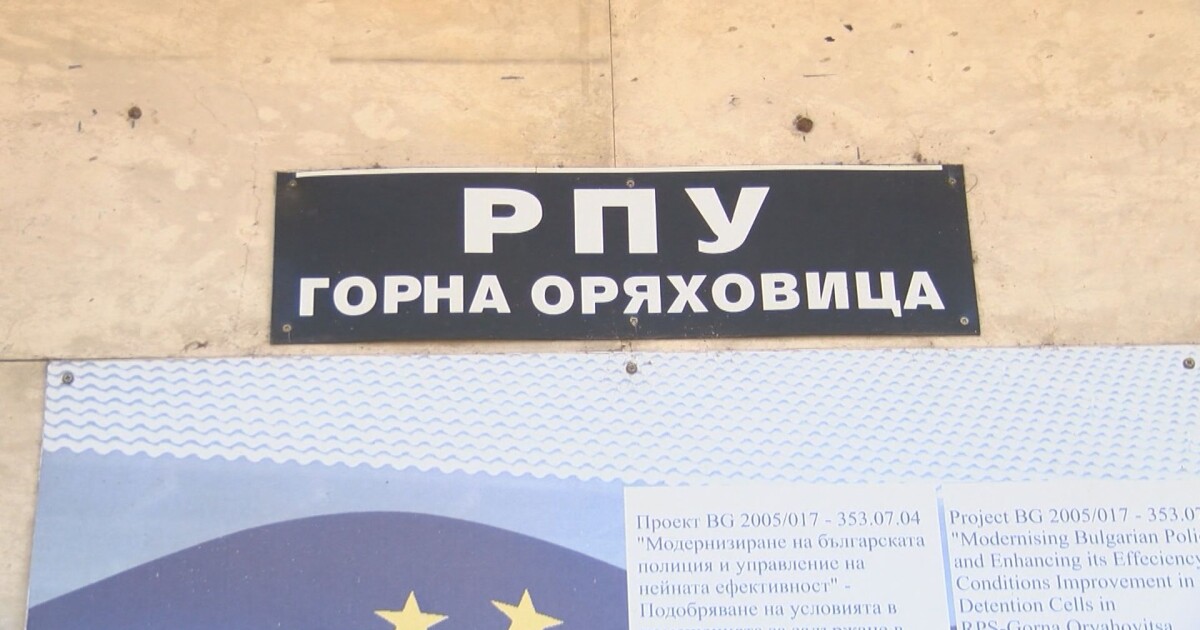 РПУ
ГОРНА ОРЯХОВИЦА
Проект BG 2005/017 - 353.07.04
"Модернизиране на българската
полиция и управление на
нейната ефективност" -
Подобряване на условията в
Project BG 2005/017 - 353.07
"Modernising Bulgarian
and Enhancing its Effeciency
Conditions Improvement in
Detention Cells in
RPS-Gorna Oryahovitsa